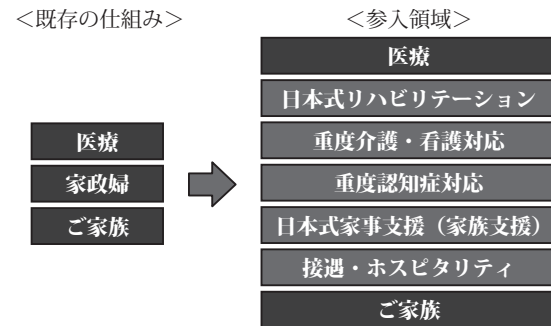 ＜既存の仕組み＞
医療
家政婦
ご家族
＜参入領域＞
医療
日本式リハビリテーション
重度介護・看護対応
重度認知症対応
日本式家事支援（家族支援）
接遇・ホスピタリティ
ご家族